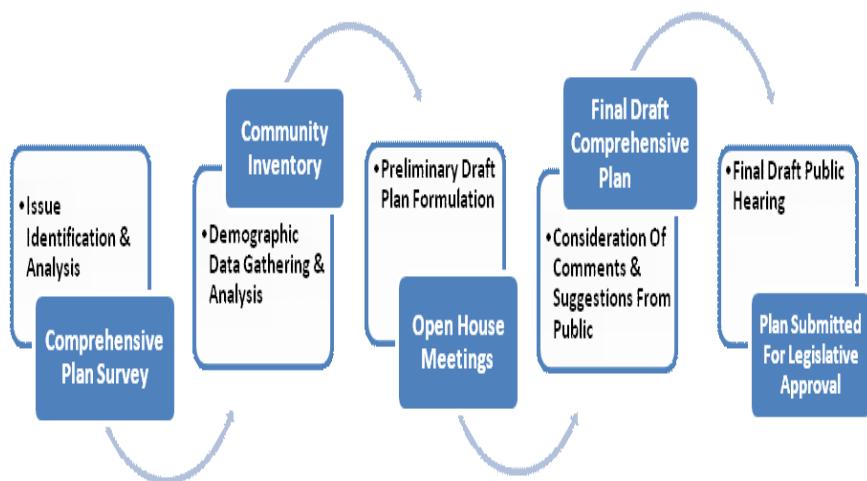 •Issue
Identification &
Analysis
Comprehensive
Plan Survey
Community
Inventory
•Demographic
Data Gathering &
Analysis
•Preliminary Draft
Plan Formulation
Open House
Meetings
Final Draft
Comprehensive
Plan
•Consideration Of
Comments &
Suggestions From
Public
•Final Draft Public
Hearing
Plan Submitted
For Legislative
Approval